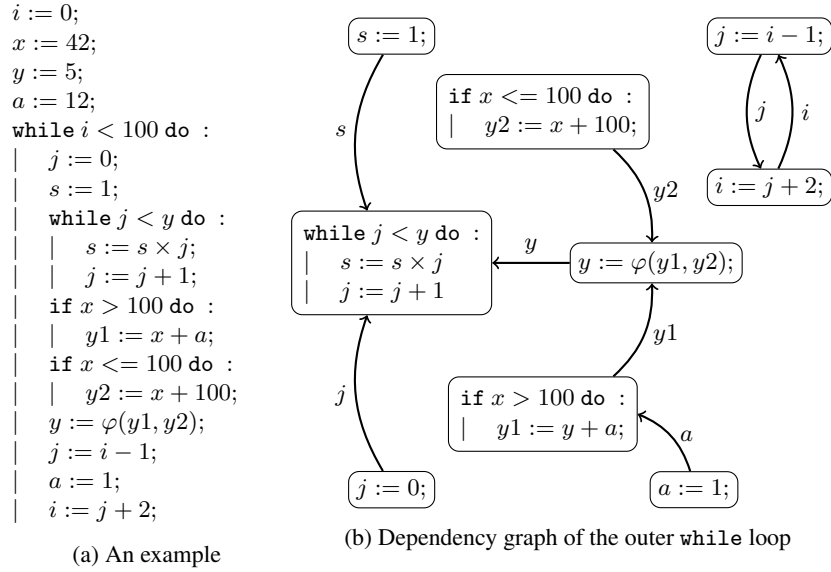 i := 0;
x := 42;
y := 5;
a := 12;
while i < 100 do :
|    j := 0;
|    s := 1;
|    while j < y do :
|    |    s := s × j;
|    |    j := j + 1;
|    if x > 100 do :
|    |    y1 := x + a;
|    if x <= 100 do :
|    |    y2 := x + 100;
|    y := φ(y1, y2);
|    j := i − 1;
|    a := 1;
|    i := j + 2;
(a) An example
s := 1;
j := i − 1;
if x <= 100 do :
|    y2 := x + 100;
s
j
i
y2
i := j + 2;
while j < y do :
|    s := s × j
|    j := j + 1
y
y := φ(y1, y2);
y1
j
if x > 100 do :
|    y1 := y + a;
a
j := 0;
a := 1;
(b) Dependency graph of the outer while loop